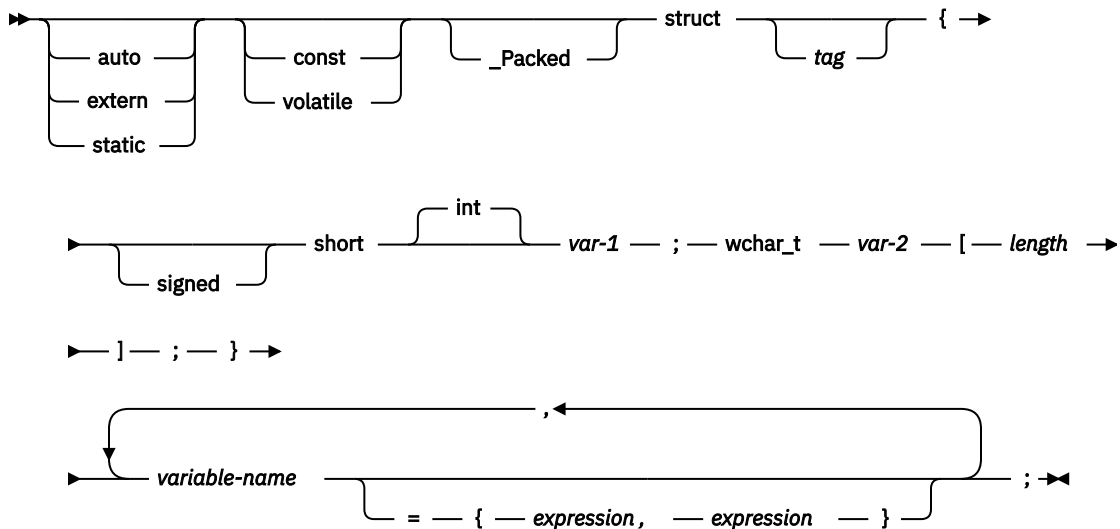 struct { 
auto const _Packed tag
extern volatile
static
int
short var-1 ; wchar_t var-2 [ length
signed
] ; }
,
variable-name ;
= { expression , expression }